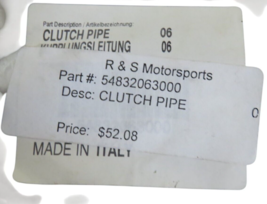 Part Description / Artikelbezeichnung:
CLUTCH PIPE 06
KUPPLUNGSLEITUNG 06
R & S Motorsports
Part #: 54832063000
Desc: CLUTCH PIPE
Price: $52.08
MADE IN ITALY